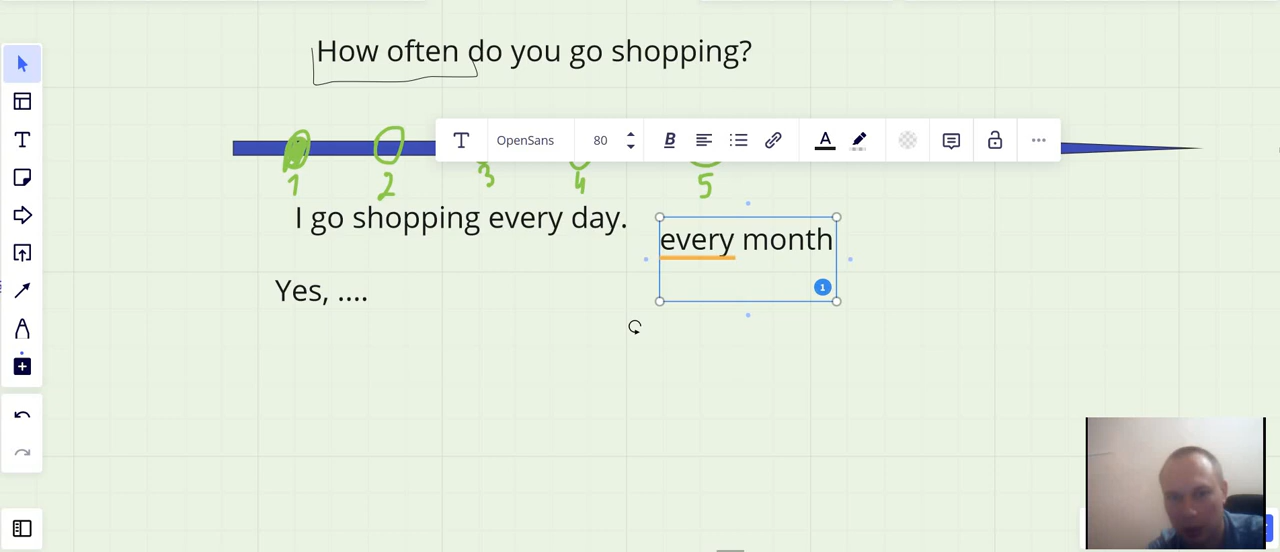 How often do you go shopping?
OpenSans 80 B A
1 2 3 4 5
I go shopping every day.
every month
Yes, ....
1